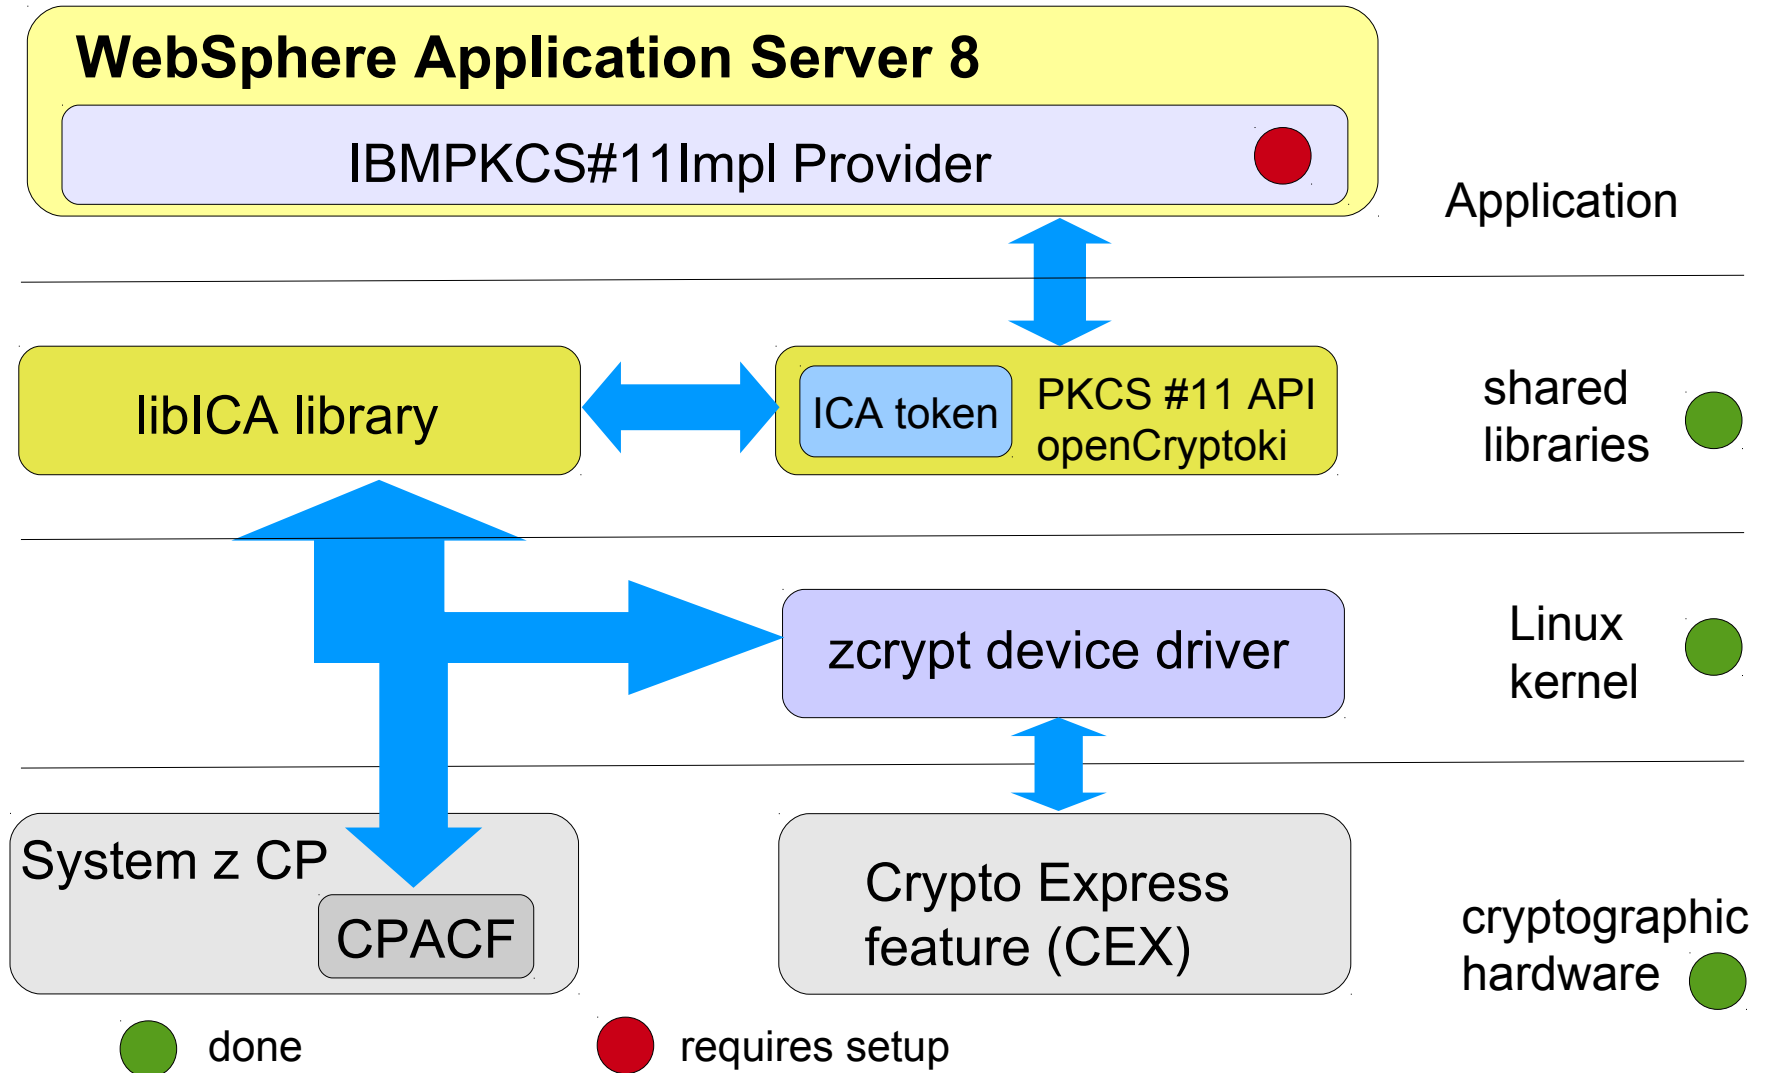 WebSphere Application Server 8
IBMPKCS#11Impl Provider
Application
libICA library
ICA token
PKCS #11 API
openCryptoki
shared
libraries
zcrypt device driver
Linux
kernel
System z CP
CPACF
Crypto Express
feature (CEX)
cryptographic
hardware
done
requires setup